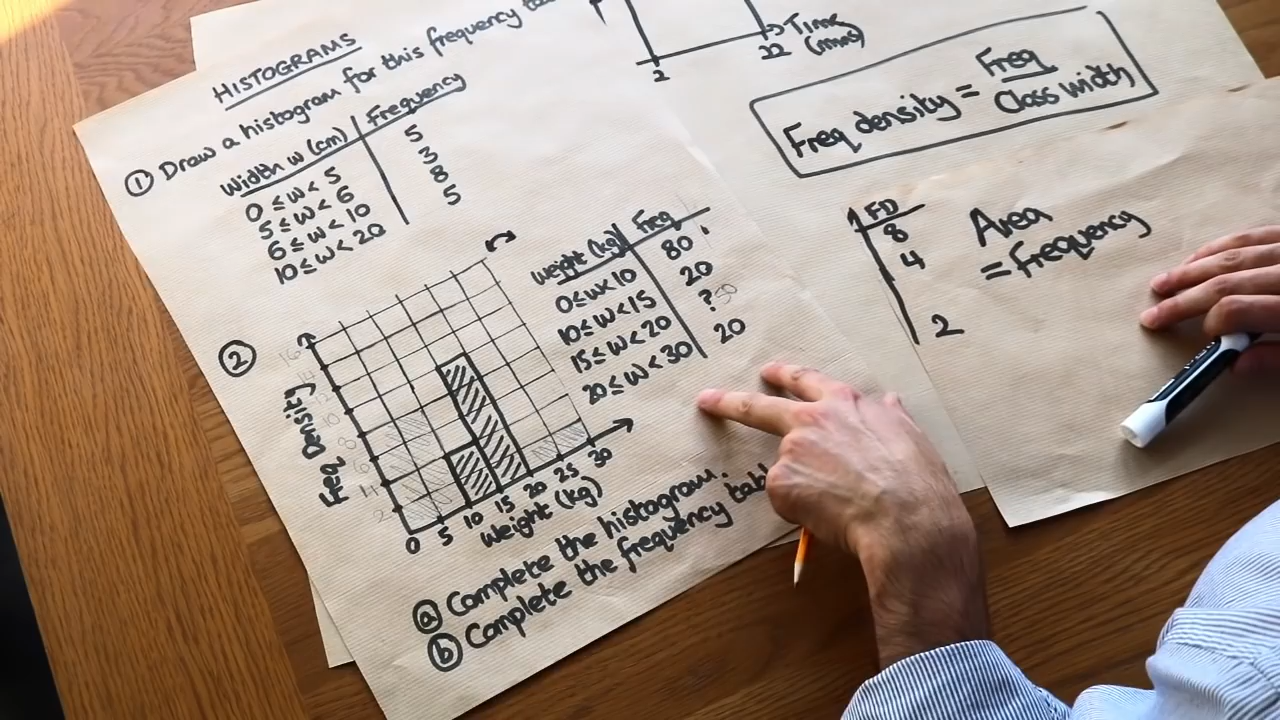 HISTOGRAMS
① Draw a histogram for this frequency
Width w (cm) Frequency
0 ≤ w < 5 5
5 ≤ w < 6 3
6 ≤ w < 10 8
10 ≤ w < 20 5
2 22 Time
(mins)
Freq density = Freq
Class width
②
Weight (kg) Freq FD
0 ≤ w < 10 80 8
10 ≤ w < 15 20 4
15 ≤ w < 20 ? 50
20 ≤ w < 30 20 2
Area
= Frequency
Freq Density
16
14
12
10
8
6
4
2
0 5 10 15 20 25 30
Weight (kg)
ⓐ Complete the histogram.
ⓑ Complete the frequency